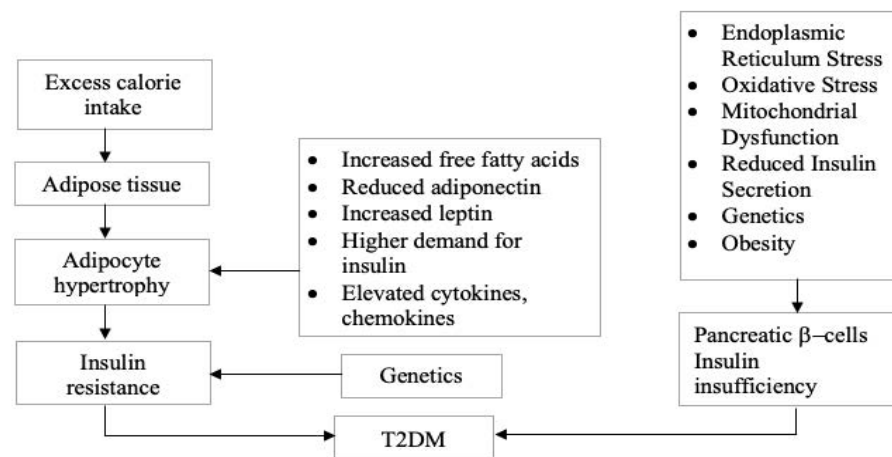 Excess calorie
intake
Adipose tissue
Adipocyte
hypertrophy
Insulin
resistance
• Increased free fatty acids
• Reduced adiponectin
• Increased leptin
• Higher demand for
insulin
• Elevated cytokines,
chemokines
Genetics
T2DM
• Endoplasmic
Reticulum Stress
• Oxidative Stress
• Mitochondrial
Dysfunction
• Reduced Insulin
Secretion
• Genetics
• Obesity
Pancreatic β–cells
Insulin
insufficiency